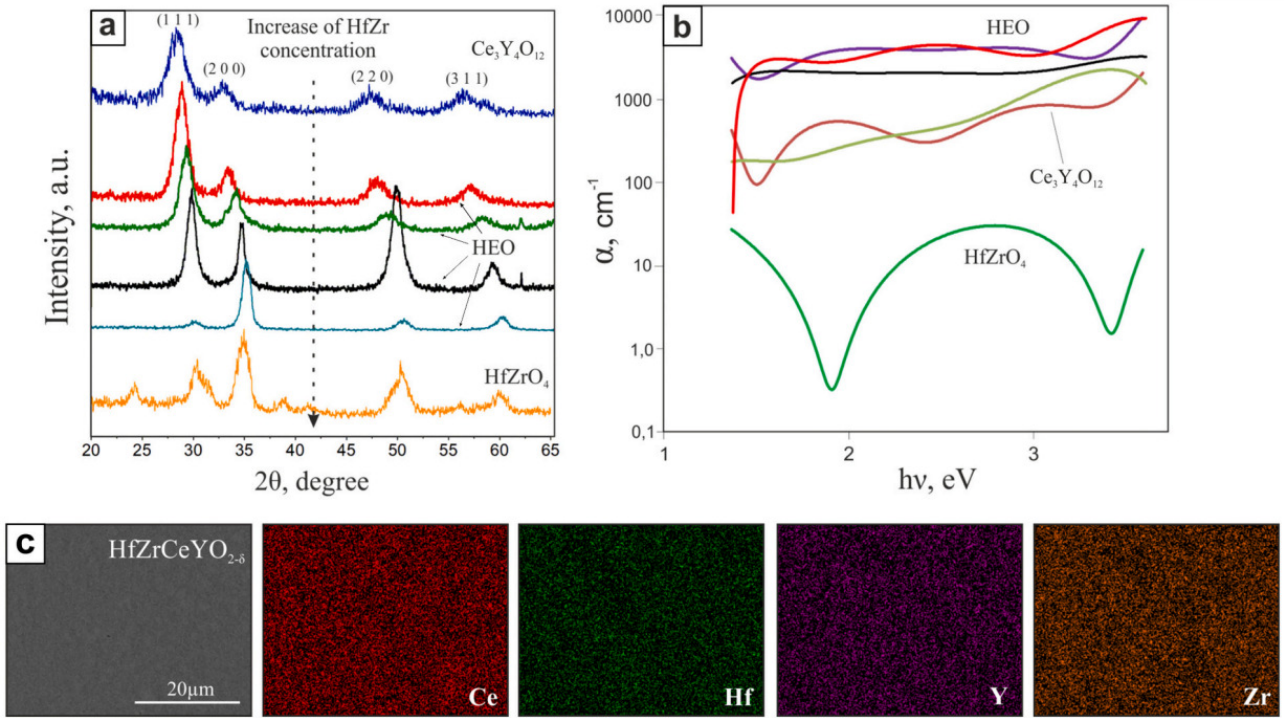 a
(1 1 1)
Increase of HfZr
concentration
Ce₃Y₄O₁₂
(2 0 0)
(2 2 0)
(3 1 1)
HEO
HfZrO₄
Intensity, a.u.
20 25 30 35 40 45 50 55 60 65
2θ, degree
b
10000
1000
100
10
1,0
0,1
HEO
Ce₃Y₄O₁₂
HfZrO₄
α, cm⁻¹
1 2 3
hν, eV
c
HfZrCeYO₂₋δ
20µm
Ce
Hf
Y
Zr